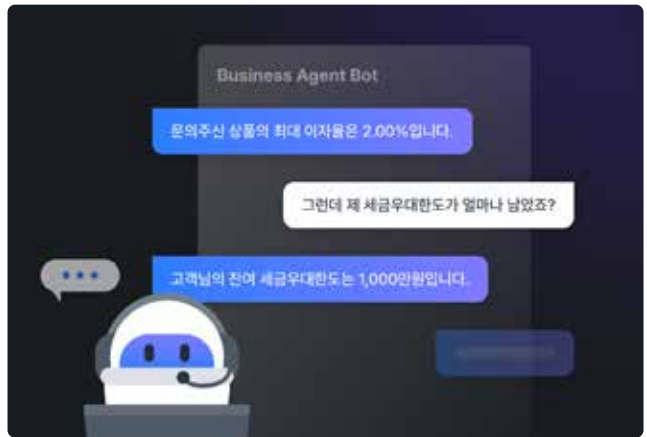 Business Agent Bot
문의주신 상품의 최대 이자율은 2.00%입니다.
그런데 제 세금우대한도가 얼마나 남았죠?
고객님의 잔여 세금우대한도는 1,000만원입니다.